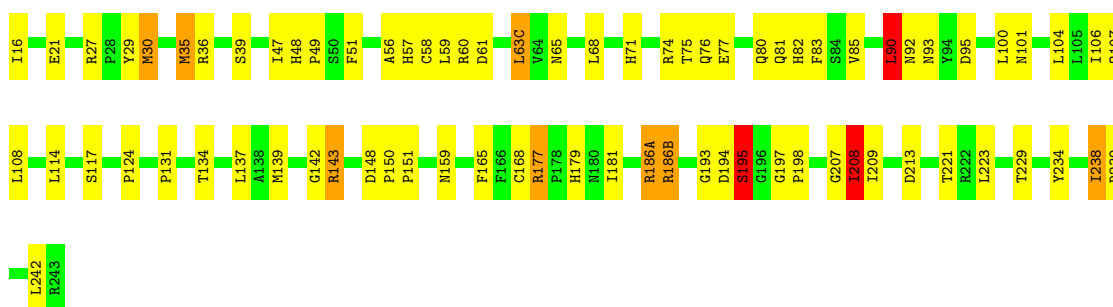 I16 E21 R27 P28 Y29 M30 M35 R36 S39 I47 H48 P49 S50 F51 A56 H57 C58 L59 R60 D61 L63C V64 N65 L68 H71 R74 T75 Q76 E77 Q80 Q81 H82 F83 S84 V85 L90 N92 N93 Y94 D95 L100 N101 L104 L105 I106
L108 L114 S117 P124 P131 T134 L137 A138 M139 G142 R143 D148 P150 P151 N159 F165 F166 C168 R177 P178 H179 N180 I181 R186A R186B G193 D194 S195 G196 G197 P198 G207 I208 I209 D213 T221 R222 L223 T229 Y234 I238
L242 R243